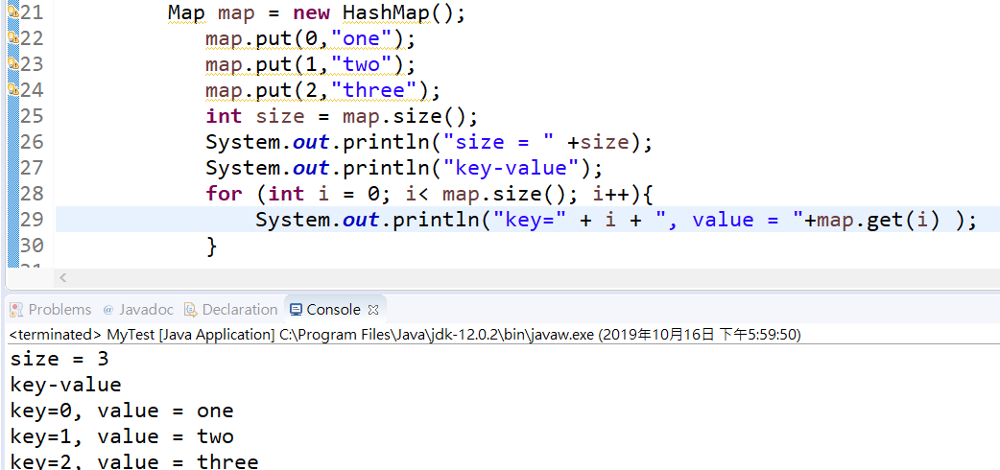 21 Map map = new HashMap();
22 map.put(0,"one");
23 map.put(1,"two");
24 map.put(2,"three");
25 int size = map.size();
26 System.out.println("size = " +size);
27 System.out.println("key-value");
28 for (int i = 0; i< map.size(); i++){
29 System.out.println("key=" + i + ", value = "+map.get(i) );
30 }
Problems @ Javadoc Declaration Console
<terminated> MyTest [Java Application] C:\Program Files\Java\jdk-12.0.2\bin\javaw.exe (2019年10月16日 下午5:59:50)
size = 3
key-value
key=0, value = one
key=1, value = two
key=2, value = three